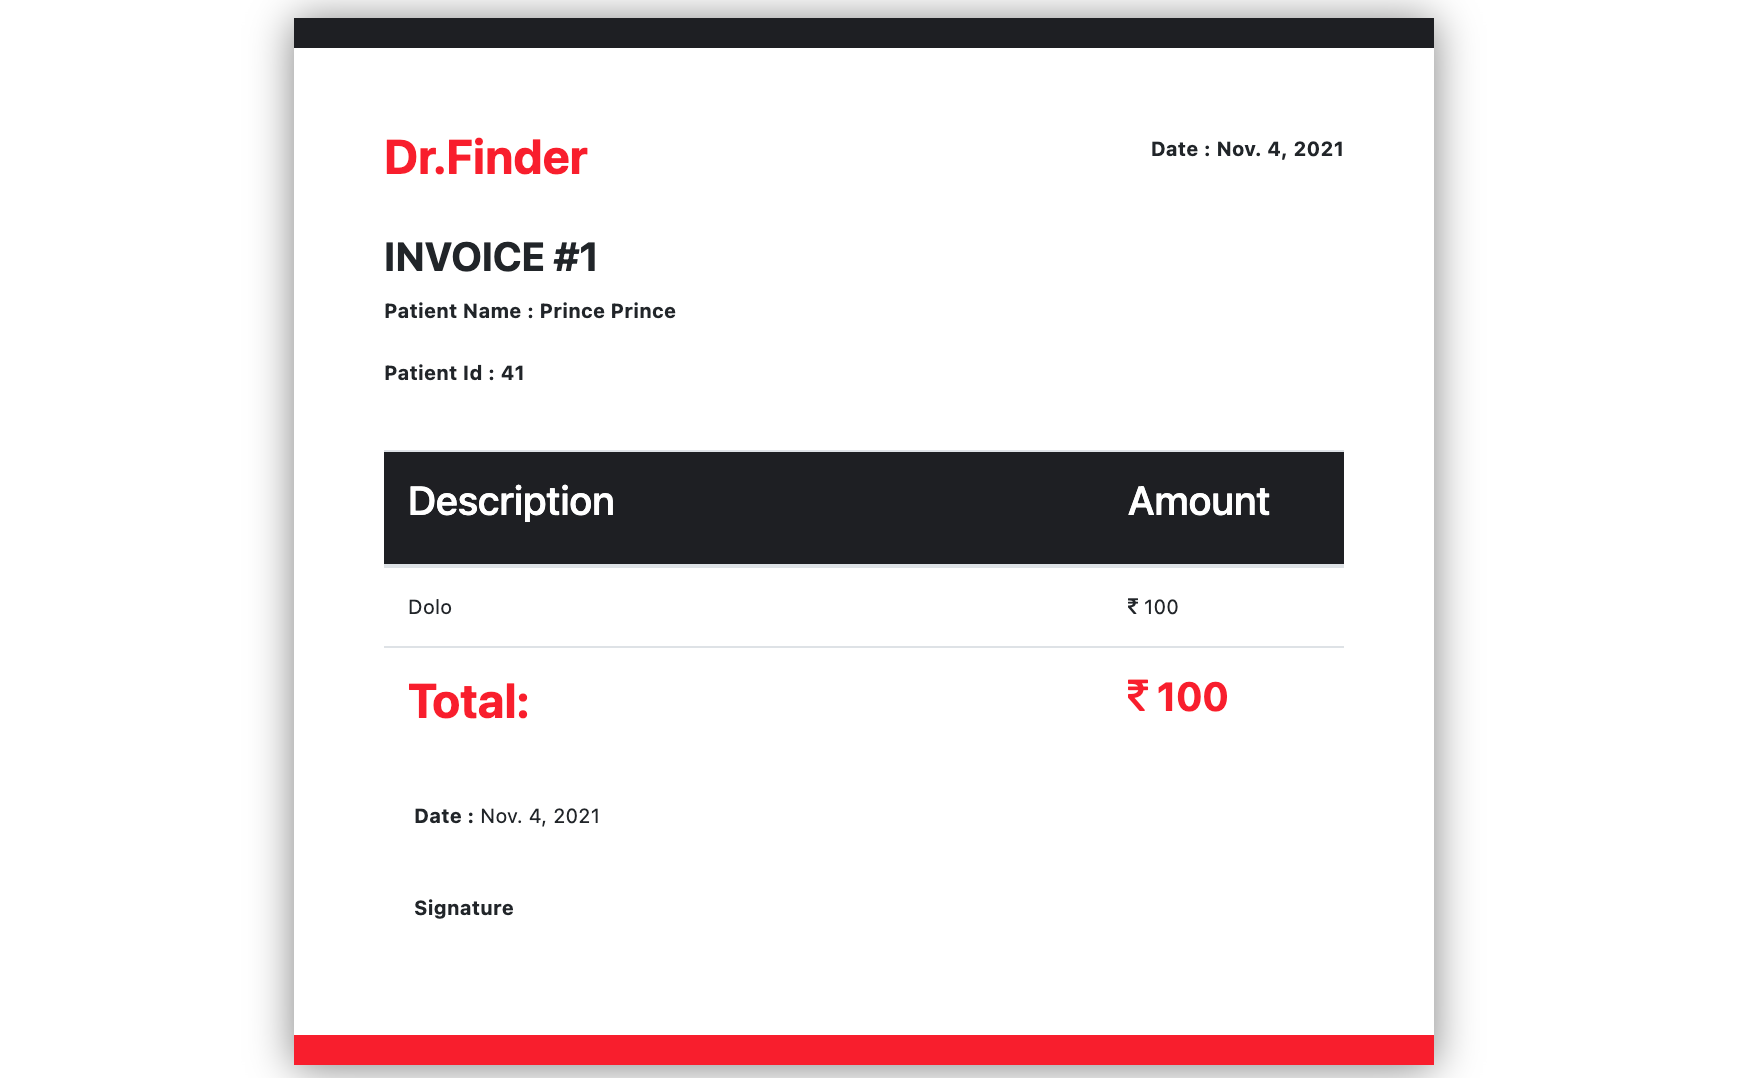 Dr.Finder
Date : Nov. 4, 2021
INVOICE #1
Patient Name : Prince Prince
Patient Id : 41
Description Amount
Dolo ₹ 100
Total: ₹ 100
Date : Nov. 4, 2021
Signature